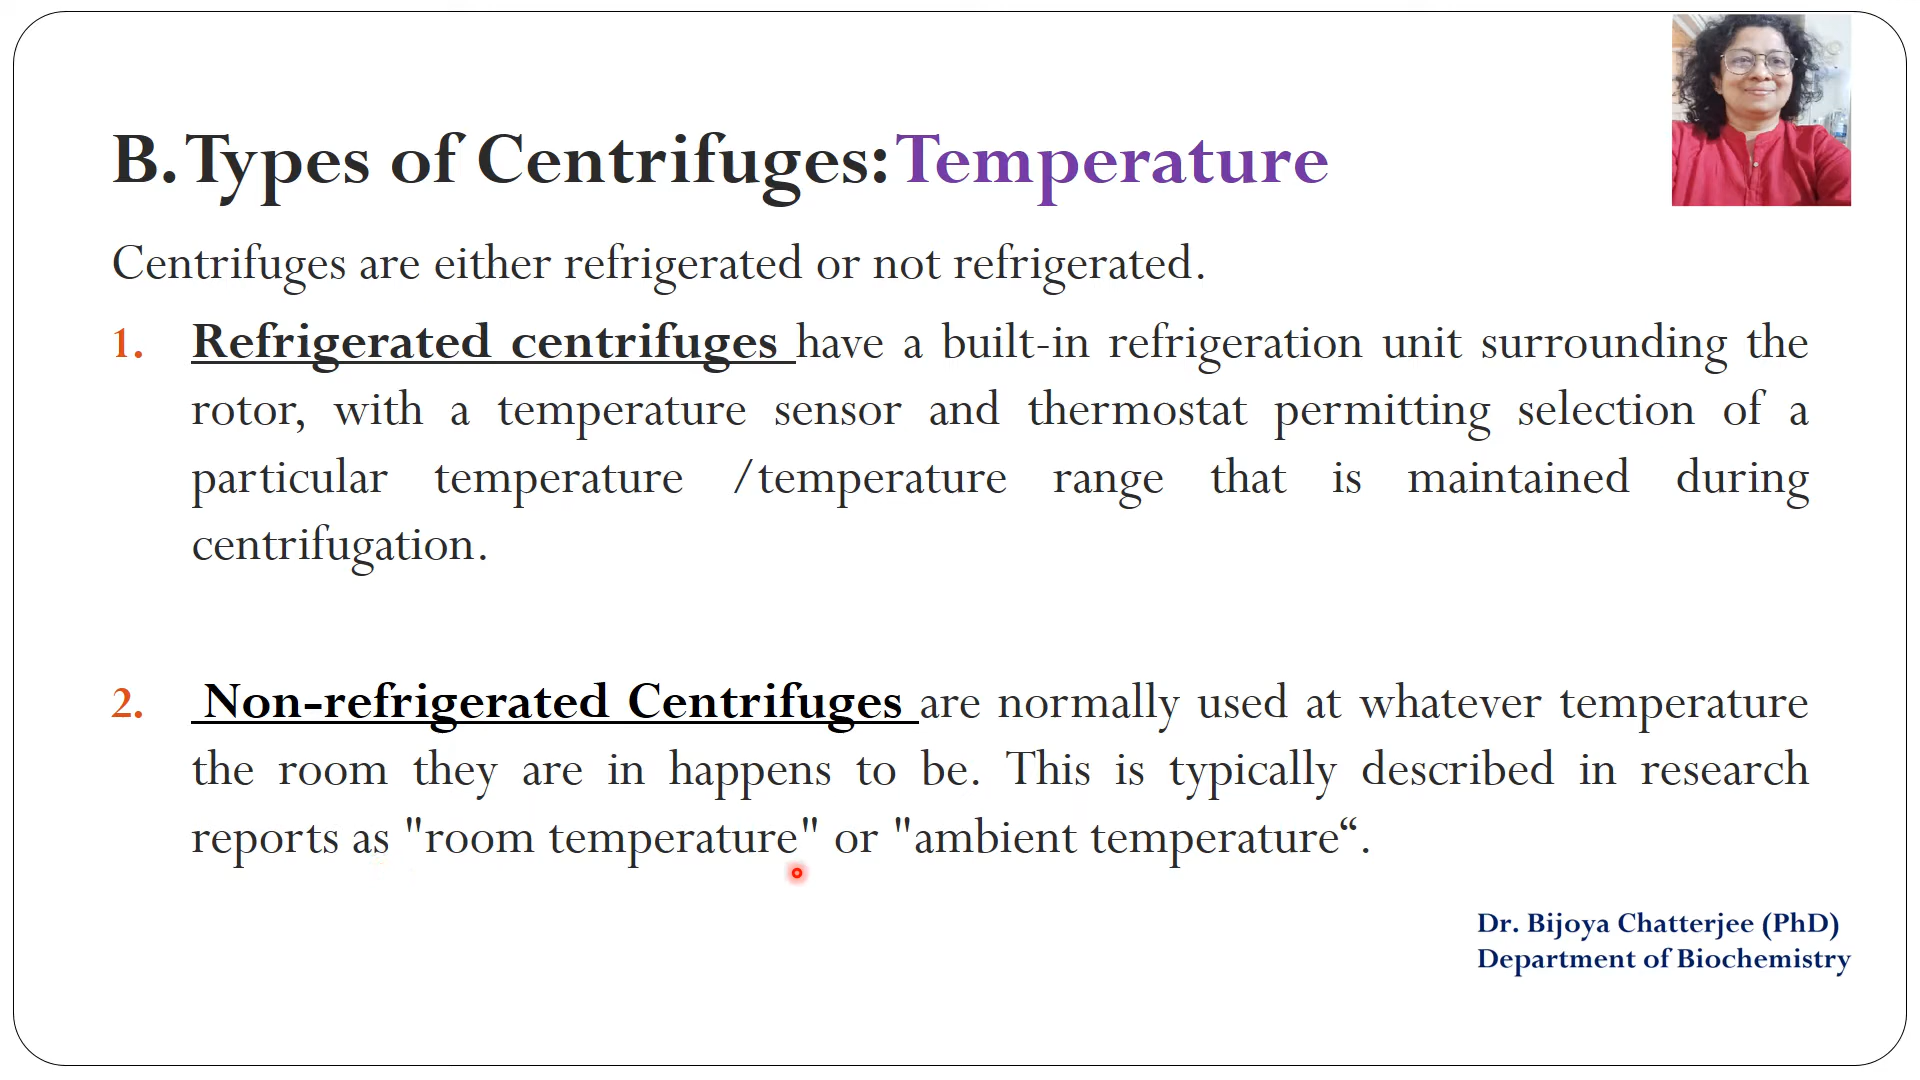 B. Types of Centrifuges: Temperature
Centrifuges are either refrigerated or not refrigerated.
1. Refrigerated centrifuges have a built-in refrigeration unit surrounding the
rotor, with a temperature sensor and thermostat permitting selection of a
particular temperature /temperature range that is maintained during
centrifugation.
2. Non-refrigerated Centrifuges are normally used at whatever temperature
the room they are in happens to be. This is typically described in research
reports as "room temperature" or "ambient temperature“.
Dr. Bijoya Chatterjee (PhD)
Department of Biochemistry